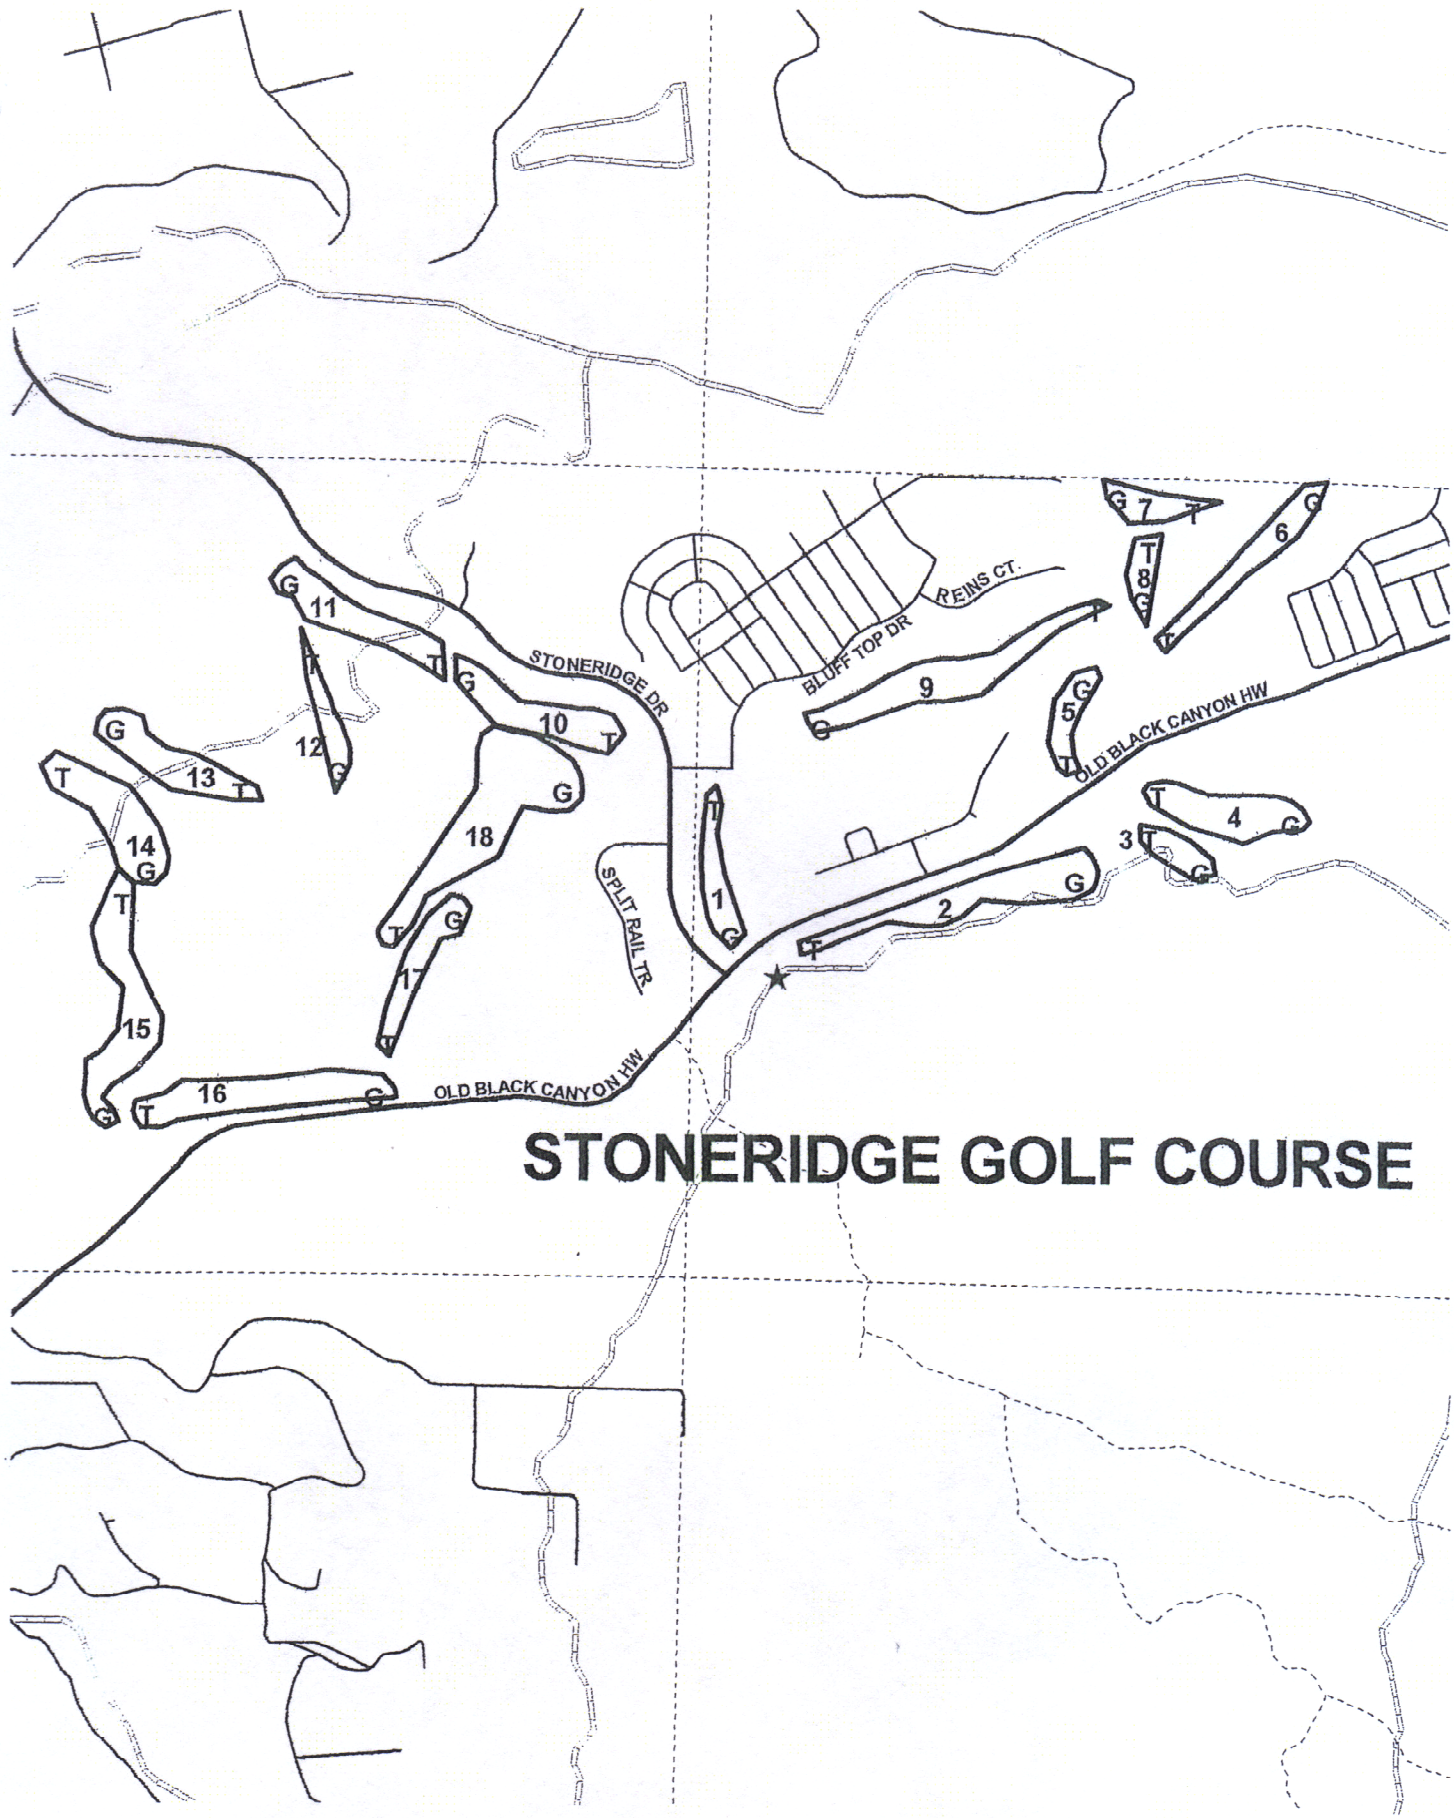 G 7 T
6 G
T
8
G
T
REINS CT.
BLUFF TOP DR
T
9
G
G
11
T
STONERIDGE DR
G
10
T
T
12
G
G
13
T
T
14
G
G
5
T
OLD BLACK CANYON HW
T
4
G
3 T
G
G
18
T
T
1
G
G
2
T
SPLIT RAIL TR
G
17
T
T
15
G
16
T
G
OLD BLACK CANYON HW
STONERIDGE GOLF COURSE